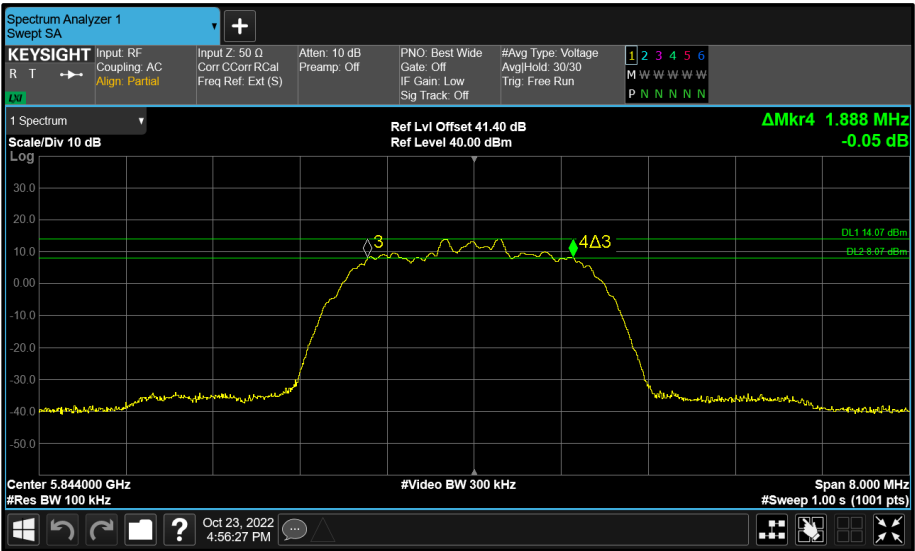 Spectrum Analyzer 1
Swept SA
+
KEYSIGHT
R T
LXI
Input: RF
Coupling: AC
Align: Partial
Input Z: 50 Ω
Corr CCorr RCal
Freq Ref: Ext (S)
Atten: 10 dB
Preamp: Off
PNO: Best Wide
Gate: Off
IF Gain: Low
Sig Track: Off
#Avg Type: Voltage
Avg|Hold: 30/30
Trig: Free Run
1 2 3 4 5 6
M W W W W W
P N N N N N
1 Spectrum
Scale/Div 10 dB
Ref Lvl Offset 41.40 dB
Ref Level 40.00 dBm
ΔMkr4 1.888 MHz
-0.05 dB
Log
30.0
20.0
10.0
0.00
-10.0
-20.0
-30.0
-40.0
-50.0
3
4Δ3
DL1 14.07 dBm
DL2 8.07 dBm
Center 5.844000 GHz
#Res BW 100 kHz
#Video BW 300 kHz
Span 8.000 MHz
#Sweep 1.00 s (1001 pts)
?
Oct 23, 2022
4:56:27 PM